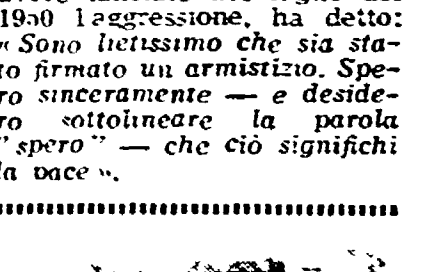 1950 l'aggressione, ha detto:
« Sono lietissimo che sia sta-
to firmato un armistizio. Spe-
ro sinceramente — e deside-
ro sottolineare la parola
" spero " — che ciò significhi
la pace ».